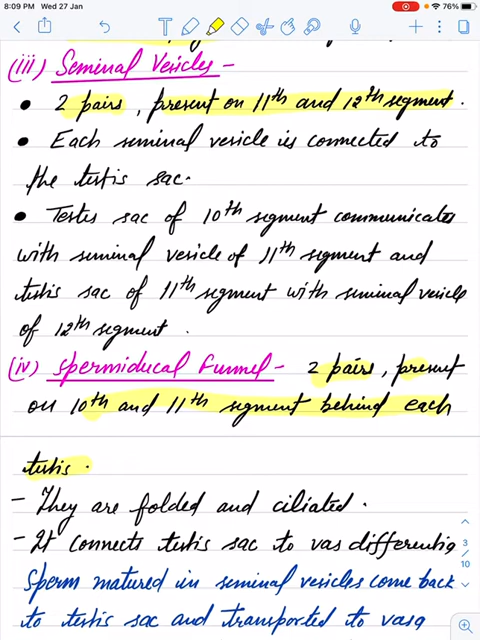 8:09 PM Wed 27 Jan
76%
(iii) Seminal Vesicles -
• 2 pairs, present on 11th and 12th segment.
• Each seminal vesicle is connected to
the testis sac.
• Testes sac of 10th segment communicates
with seminal vesicle of 11th segment and
testis sac of 11th segment with seminal vesicle
of 12th segment.
(iv) Spermiducal Funnel - 2 pairs, present
on 10th and 11th segment behind each
testis.
- They are folded and ciliated.
- It connects testis sac to vas differentia
Sperm matured in seminal vesicles come back
to testis sac and transported to vasa
3
/
10